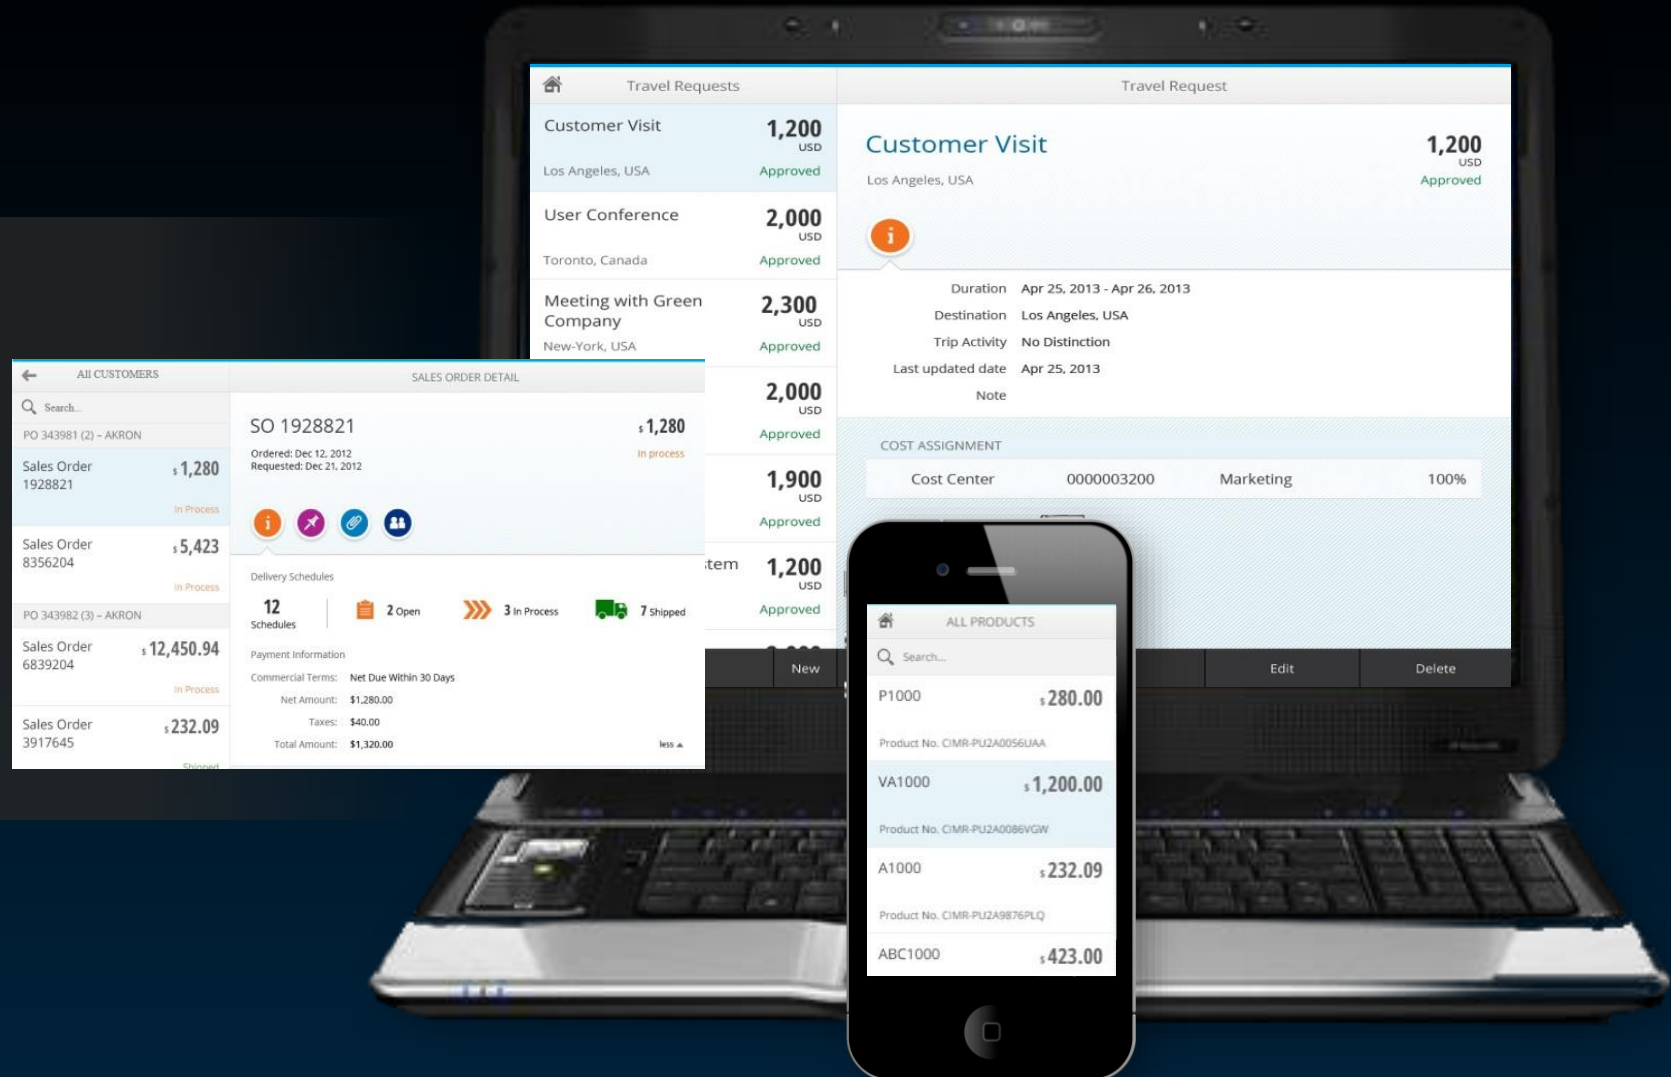 Travel Requests
Customer Visit 1,200
USD
Los Angeles, USA Approved
User Conference 2,000
USD
Toronto, Canada Approved
Meeting with Green 2,300
Company USD
New-York, USA Approved
2,000
USD
Approved
1,900
USD
Approved
stem 1,200
USD
Approved
New
Travel Request
Customer Visit 1,200
USD
Los Angeles, USA Approved
i
Duration Apr 25, 2013 - Apr 26, 2013
Destination Los Angeles, USA
Trip Activity No Distinction
Last updated date Apr 25, 2013
Note
COST ASSIGNMENT
Cost Center 0000003200 Marketing 100%
Edit Delete
All CUSTOMERS
Search...
PO 343981 (2) – AKRON
Sales Order $ 1,280
1928821
In Process
Sales Order $ 5,423
8356204
In Process
PO 343982 (3) – AKRON
Sales Order $ 12,450.94
6839204
In Process
Sales Order $ 232.09
3917645
Shipped
SALES ORDER DETAIL
SO 1928821 $ 1,280
Ordered: Dec 12, 2012 In process
Requested: Dec 21, 2012
i
Delivery Schedules
12 2 Open 3 In Process 7 Shipped
Schedules
Payment Information
Commercial Terms: Net Due Within 30 Days
Net Amount: $1,280.00
Taxes: $40.00
Total Amount: $1,320.00 less
ALL PRODUCTS
Search...
P1000 $ 280.00
Product No. CIMR-PU2A0056UAA
VA1000 $ 1,200.00
Product No. CIMR-PU2A0086VGW
A1000 $ 232.09
Product No. CIMR-PU2A9876PLQ
ABC1000 $ 423.00